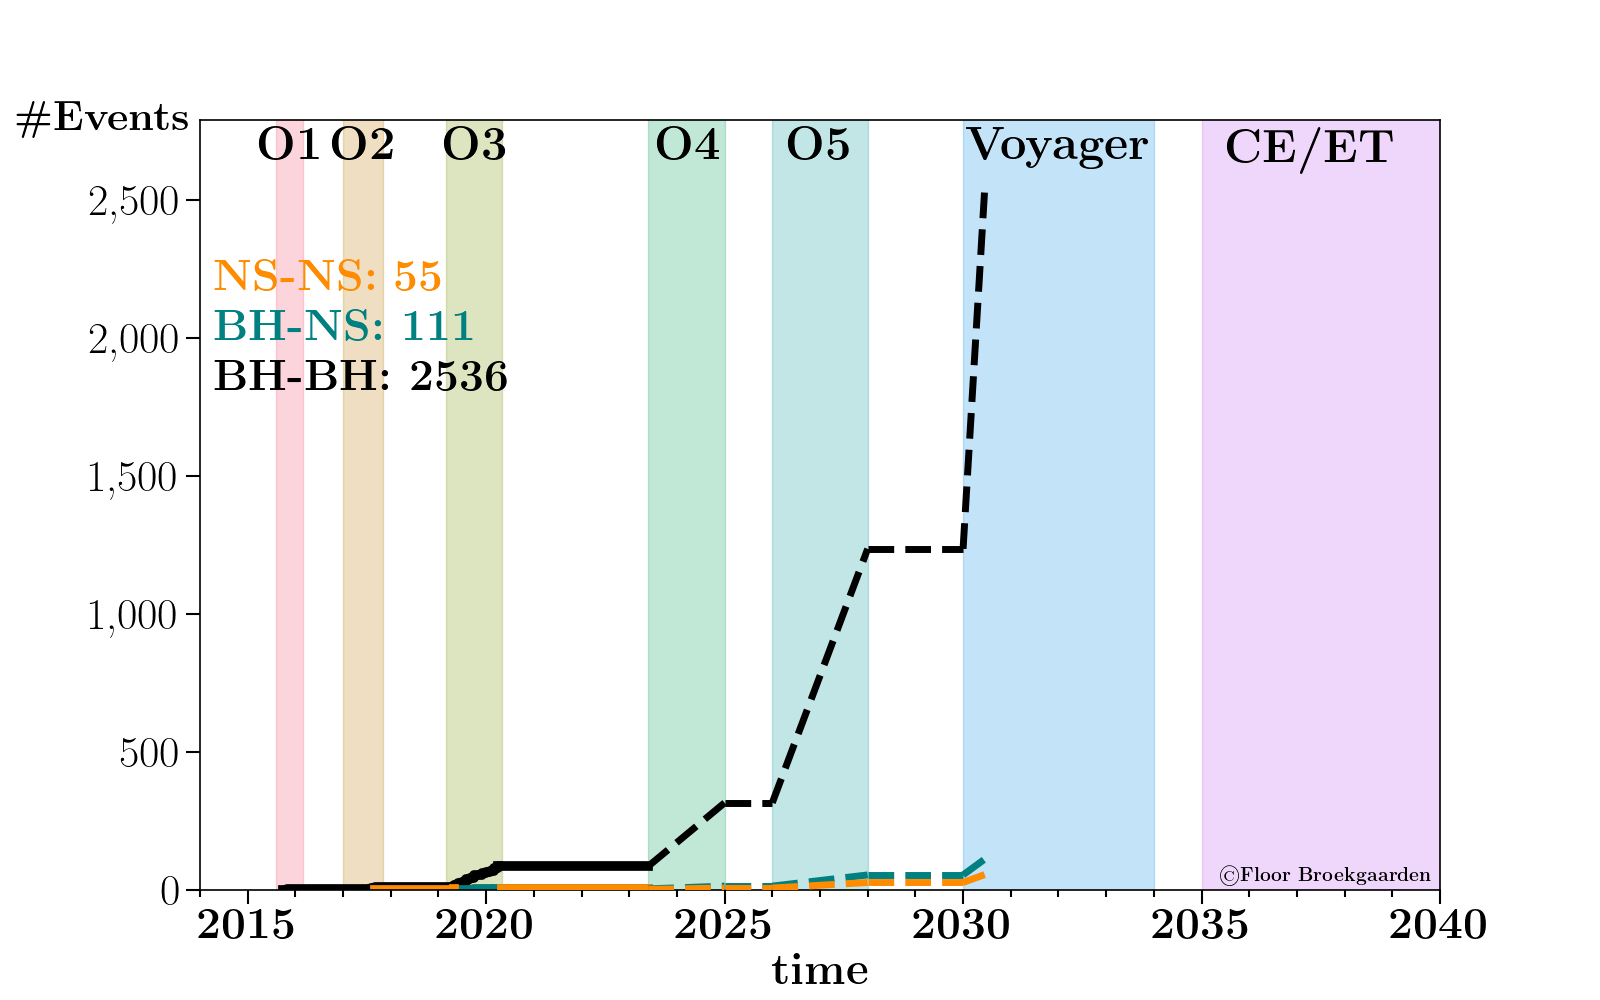 #Events
O1 O2 O3 O4 O5 Voyager CE/ET
2,500
NS-NS: 55
BH-NS: 111
2,000
BH-BH: 2536
1,500
1,000
500
©Floor Broekgaarden
0
2015 2020 2025 2030 2035 2040
time